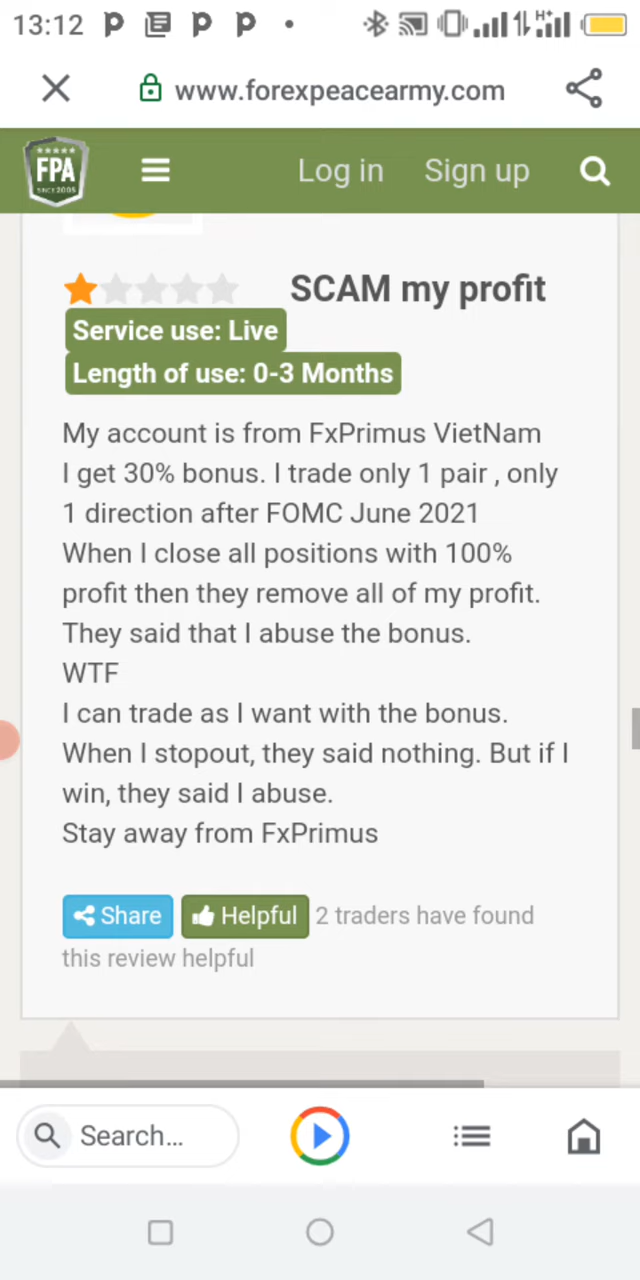 13:12
H+
www.forexpeacearmy.com
FPA
SINCE 2005
Log in
Sign up
SCAM my profit
Service use: Live
Length of use: 0-3 Months
My account is from FxPrimus VietNam
I get 30% bonus. I trade only 1 pair , only
1 direction after FOMC June 2021
When I close all positions with 100%
profit then they remove all of my profit.
They said that I abuse the bonus.
WTF
I can trade as I want with the bonus.
When I stopout, they said nothing. But if I
win, they said I abuse.
Stay away from FxPrimus
Share
Helpful
2 traders have found
this review helpful
Search...